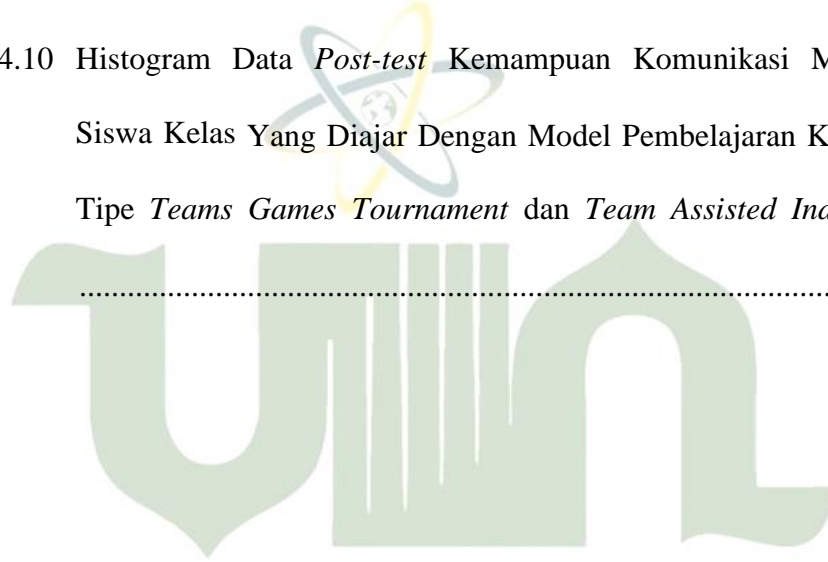 4.10 Histogram Data Post-test Kemampuan Komunikasi
Siswa Kelas Yang Diajar Dengan Model Pembelajaran
Tipe Teams Games Tournament dan Team Assisted
........................................................................................
UIN